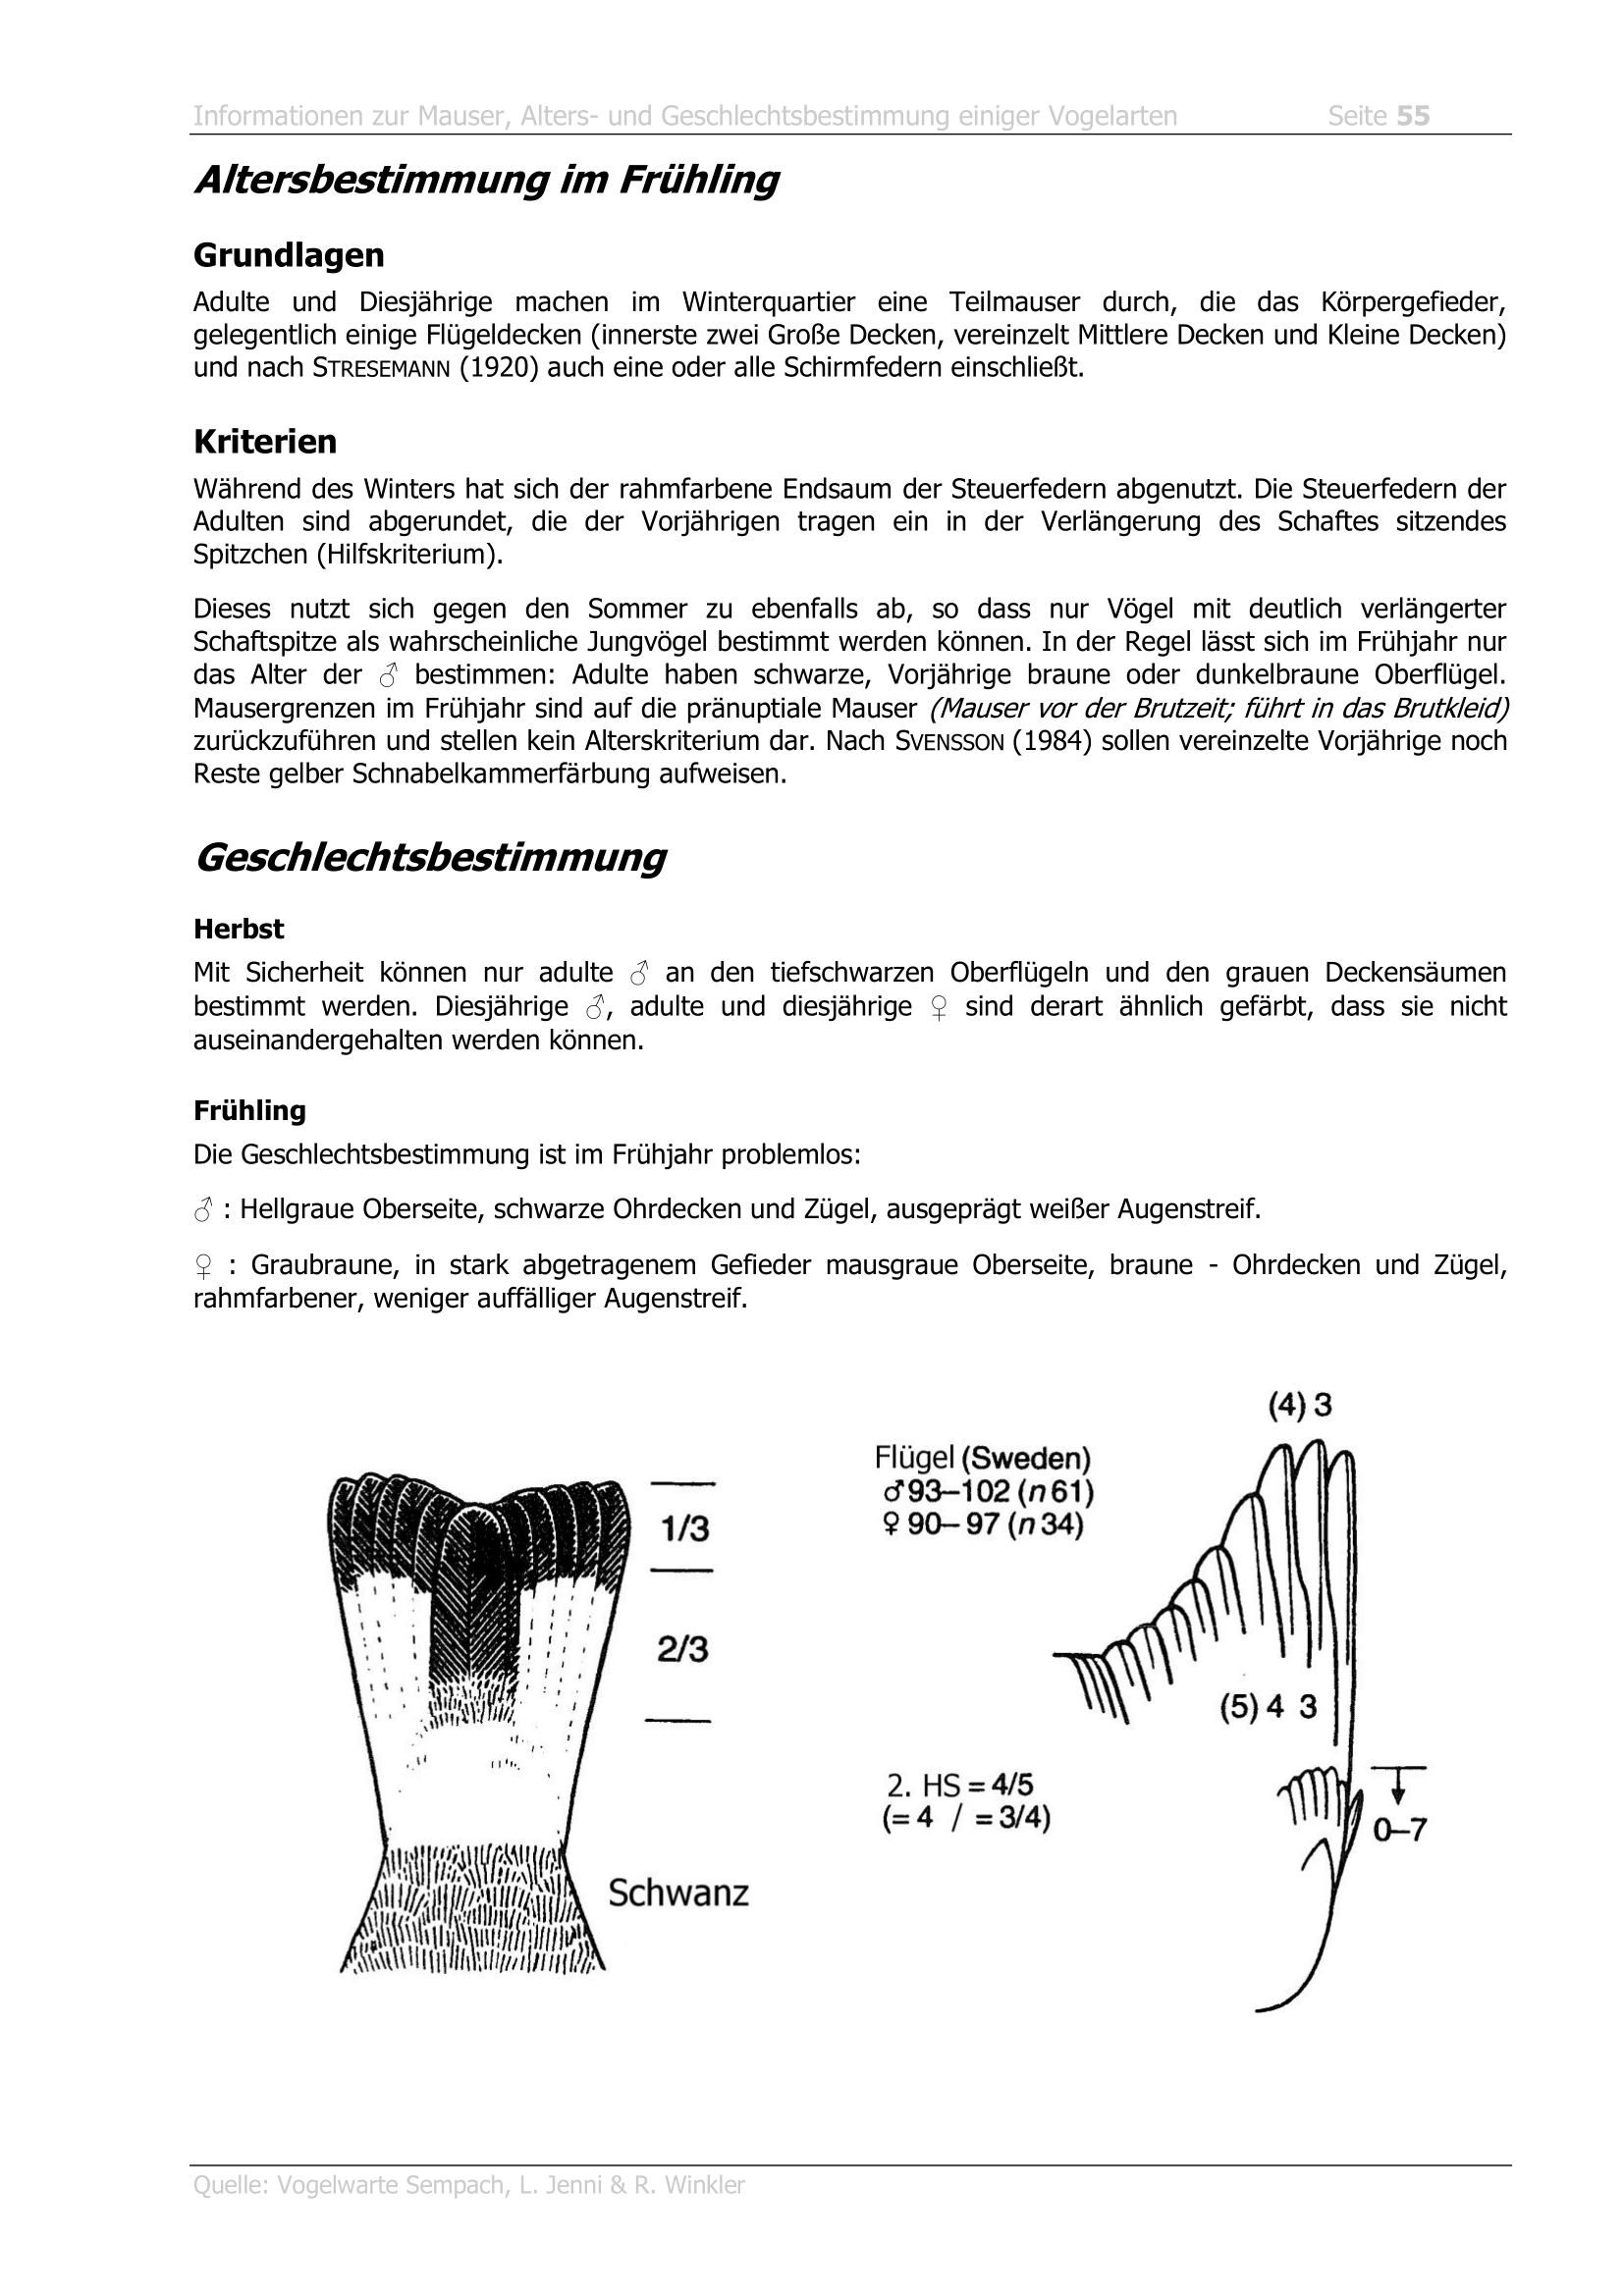 Informationen zur Mauser, Alters- und Geschlechtsbestimmung einiger Vogelarten Seite 55
Altersbestimmung im Frühling
Grundlagen
Adulte und Diesjährige machen im Winterquartier eine Teilmauser durch, die das Körpergefieder,
gelegentlich einige Flügeldecken (innerste zwei Große Decken, vereinzelt Mittlere Decken und Kleine Decken)
und nach STRESEMANN (1920) auch eine oder alle Schirmfedern einschließt.
Kriterien
Während des Winters hat sich der rahmfarbene Endsaum der Steuerfedern abgenutzt. Die Steuerfedern der
Adulten sind abgerundet, die der Vorjährigen tragen ein in der Verlängerung des Schaftes sitzendes
Spitzchen (Hilfskriterium).
Dieses nutzt sich gegen den Sommer zu ebenfalls ab, so dass nur Vögel mit deutlich verlängerter
Schaftspitze als wahrscheinliche Jungvögel bestimmt werden können. In der Regel lässt sich im Frühjahr nur
das Alter der ♂ bestimmen: Adulte haben schwarze, Vorjährige braune oder dunkelbraune Oberflügel.
Mausergrenzen im Frühjahr sind auf die pränuptiale Mauser (Mauser vor der Brutzeit; führt in das Brutkleid)
zurückzuführen und stellen kein Alterskriterium dar. Nach SVENSSON (1984) sollen vereinzelte Vorjährige noch
Reste gelber Schnabelkammerfärbung aufweisen.
Geschlechtsbestimmung
Herbst
Mit Sicherheit können nur adulte ♂ an den tiefschwarzen Oberflügeln und den grauen Deckensäumen
bestimmt werden. Diesjährige ♂, adulte und diesjährige ♀ sind derart ähnlich gefärbt, dass sie nicht
auseinandergehalten werden können.
Frühling
Die Geschlechtsbestimmung ist im Frühjahr problemlos:
♂ : Hellgraue Oberseite, schwarze Ohrdecken und Zügel, ausgeprägt weißer Augenstreif.
♀ : Graubraune, in stark abgetragenem Gefieder mausgraue Oberseite, braune - Ohrdecken und Zügel,
rahmfarbener, weniger auffälliger Augenstreif.
1/3
2/3
Schwanz
Flügel (Sweden)
♂ 93–102 (n 61)
♀ 90– 97 (n 34)
(4) 3
(5) 4 3
2. HS = 4/5
(= 4 / = 3/4)
0–7
Quelle: Vogelwarte Sempach, L. Jenni & R. Winkler